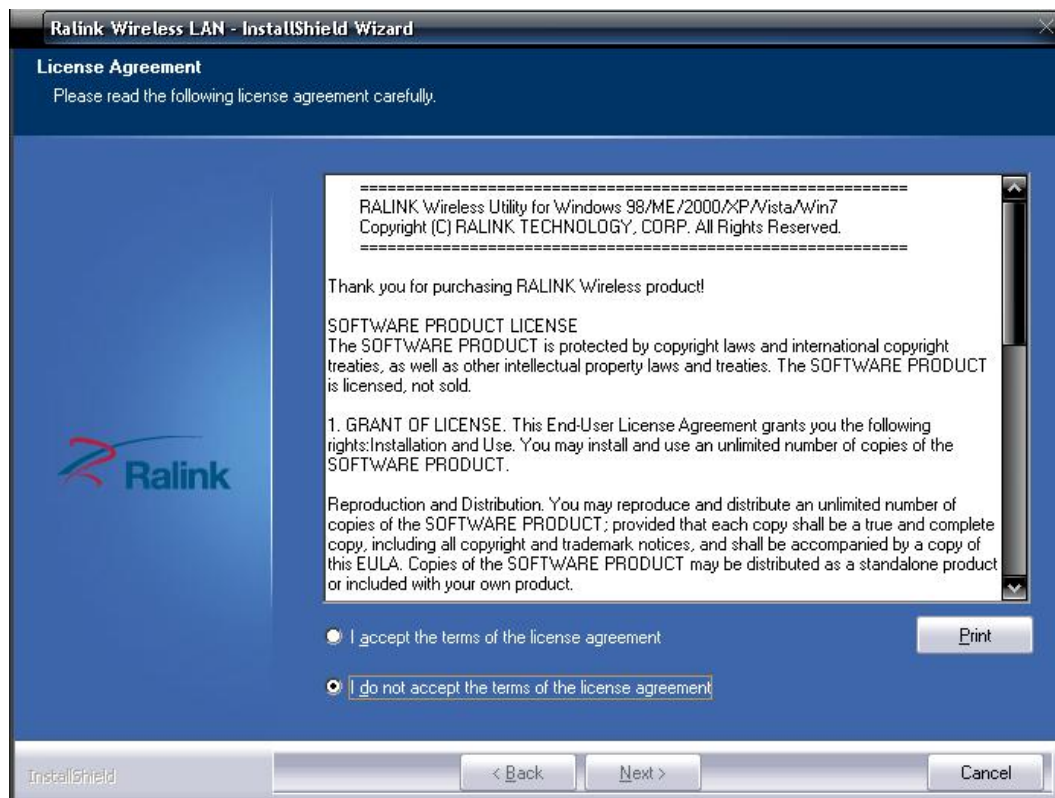 Ralink Wireless LAN - InstallShield Wizard
License Agreement
Please read the following license agreement carefully.
============================================================
RALINK Wireless Utility for Windows 98/ME/2000/XP/Vista/Win7
Copyright (C) RALINK TECHNOLOGY, CORP. All Rights Reserved.
============================================================
Thank you for purchasing RALINK Wireless product!
SOFTWARE PRODUCT LICENSE
The SOFTWARE PRODUCT is protected by copyright laws and international copyright
treaties, as well as other intellectual property laws and treaties. The SOFTWARE PRODUCT
is licensed, not sold.
1. GRANT OF LICENSE. This End-User License Agreement grants you the following
rights:Installation and Use. You may install and use an unlimited number of copies of the
SOFTWARE PRODUCT.
Reproduction and Distribution. You may reproduce and distribute an unlimited number of
copies of the SOFTWARE PRODUCT; provided that each copy shall be a true and complete
copy, including all copyright and trademark notices, and shall be accompanied by a copy of
this EULA. Copies of the SOFTWARE PRODUCT may be distributed as a standalone product
or included with your own product.
Ralink
I accept the terms of the license agreement
Print
I do not accept the terms of the license agreement
InstallShield
< Back
Next >
Cancel